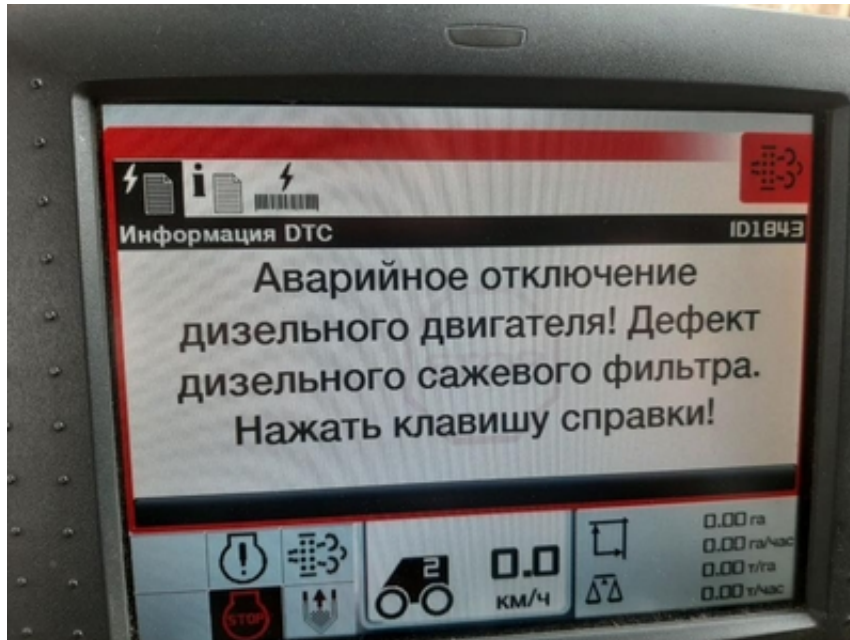 i
Информация DTC
ID1843
Аварийное отключение
дизельного двигателя! Дефект
дизельного сажевого фильтра.
Нажать клавишу справки!
STOP
2
0.0
км/ч
0.00 га
0.00 га/час
0.00 т/га
0.00 т/час